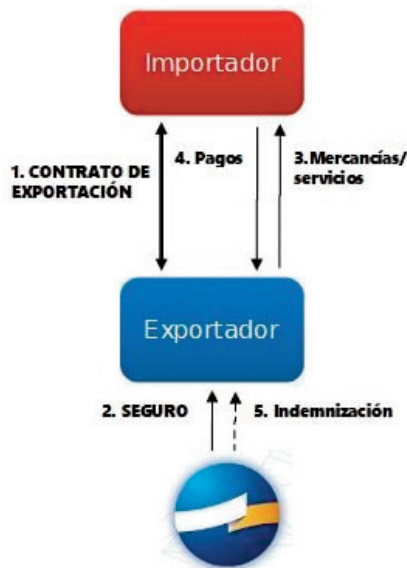 Importador
1. CONTRATO DE
EXPORTACIÓN
4. Pagos
3. Mercancías/
servicios
Exportador
2. SEGURO
5. Indemnización